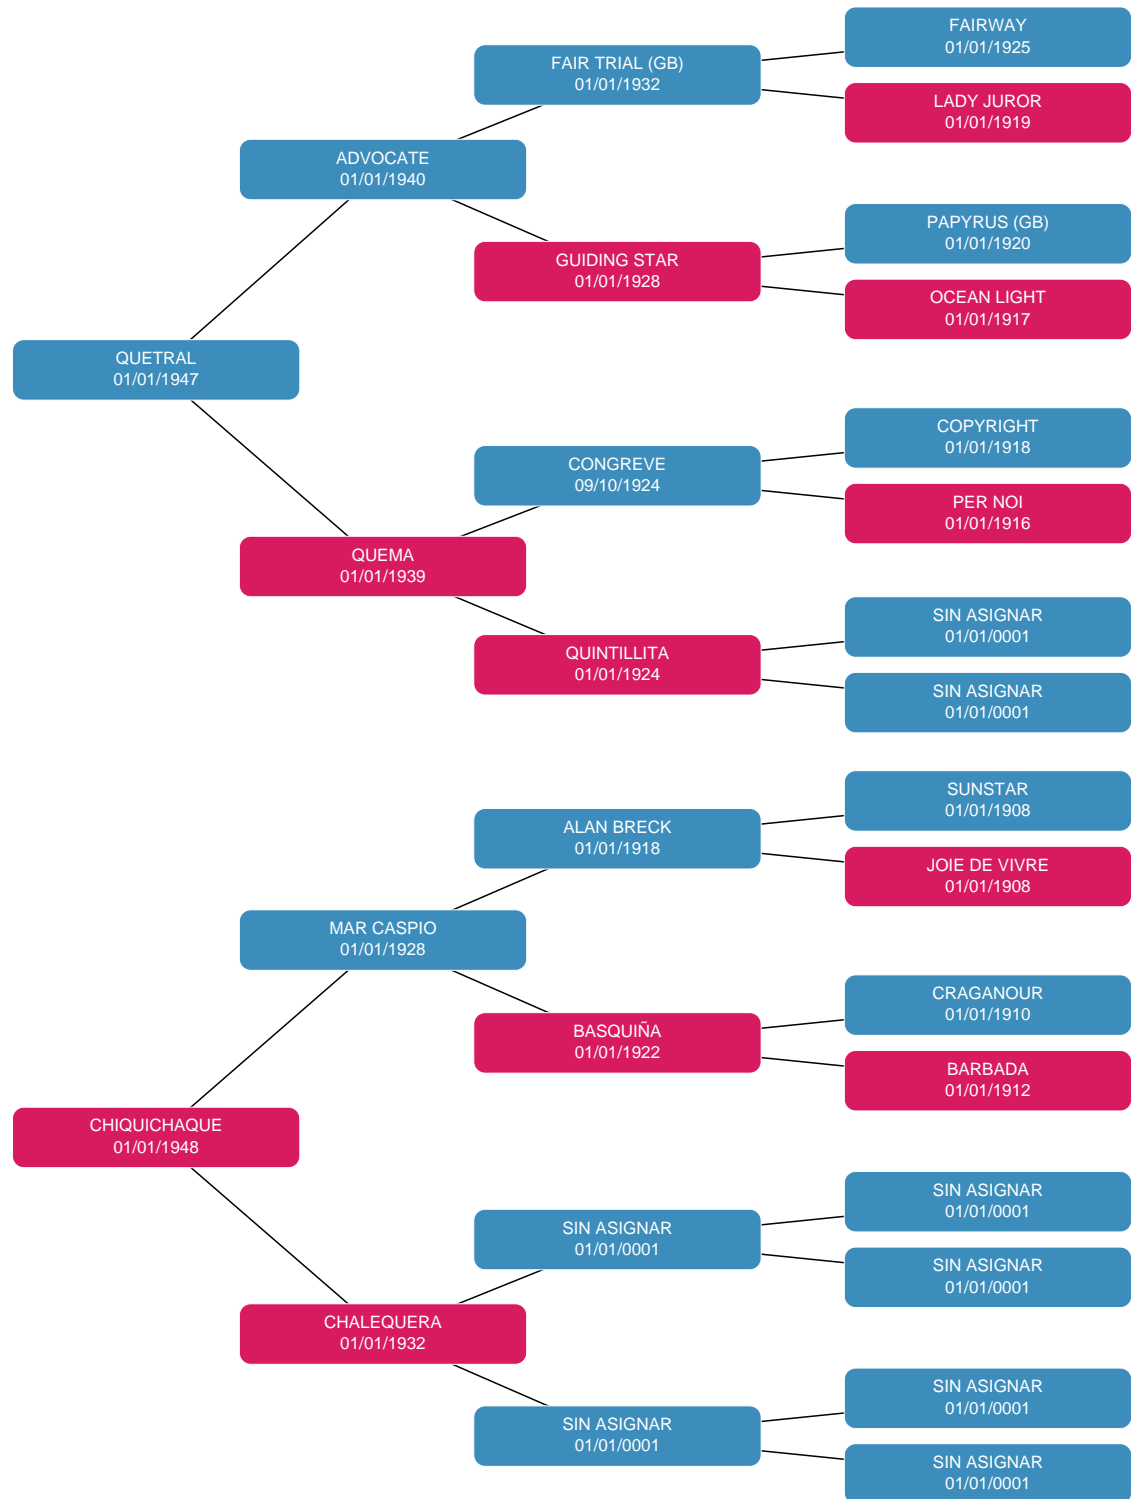 FAIRWAY
01/01/1925
FAIR TRIAL (GB)
01/01/1932
LADY JUROR
01/01/1919
ADVOCATE
01/01/1940
PAPYRUS (GB)
01/01/1920
GUIDING STAR
01/01/1928
OCEAN LIGHT
01/01/1917
QUETRAL
01/01/1947
COPYRIGHT
01/01/1918
CONGREVE
09/10/1924
PER NOI
01/01/1916
QUEMA
01/01/1939
SIN ASIGNAR
01/01/0001
QUINTILLITA
01/01/1924
SIN ASIGNAR
01/01/0001
SUNSTAR
01/01/1908
ALAN BRECK
01/01/1918
JOIE DE VIVRE
01/01/1908
MAR CASPIO
01/01/1928
CRAGANOUR
01/01/1910
BASQUIÑA
01/01/1922
BARBADA
01/01/1912
CHIQUICHAQUE
01/01/1948
SIN ASIGNAR
01/01/0001
SIN ASIGNAR
01/01/0001
SIN ASIGNAR
01/01/0001
CHALEQUERA
01/01/1932
SIN ASIGNAR
01/01/0001
SIN ASIGNAR
01/01/0001
SIN ASIGNAR
01/01/0001